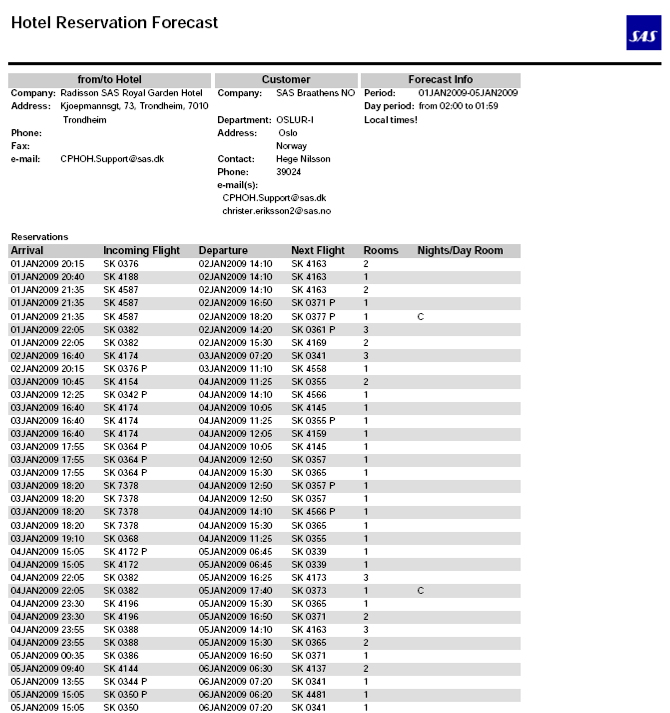 Hotel Reservation Forecast
SAS
from/to Hotel Customer Forecast Info
Company: Radisson SAS Royal Garden Hotel Company: SAS Braathens NO Period: 01JAN2009-05JAN2009
Address: Kjoepmannsgt, 73, Trondheim, 7010 Day period: from 02:00 to 01:59
Trondheim Department: OSLUR-I Local times!
Phone: Address: Oslo
Fax: Norway
e-mail: CPHOH.Support@sas.dk Contact: Hege Nilsson
Phone: 39024
e-mail(s):
CPHOH.Support@sas.dk
christer.eriksson2@sas.no
Reservations
Arrival Incoming Flight Departure Next Flight Rooms Nights/Day Room
01JAN2009 20:15 SK 0376 02JAN2009 14:10 SK 4163 2
01JAN2009 20:40 SK 4188 02JAN2009 14:10 SK 4163 1
01JAN2009 21:35 SK 4587 02JAN2009 14:10 SK 4163 2
01JAN2009 21:35 SK 4587 02JAN2009 16:50 SK 0371 P 1
01JAN2009 21:35 SK 4587 02JAN2009 18:20 SK 0377 P 1 C
01JAN2009 22:05 SK 0382 02JAN2009 14:20 SK 0361 P 3
01JAN2009 22:05 SK 0382 02JAN2009 15:30 SK 4169 2
02JAN2009 16:40 SK 4174 03JAN2009 07:20 SK 0341 3
02JAN2009 20:15 SK 0376 P 03JAN2009 11:10 SK 4558 1
03JAN2009 10:45 SK 4154 04JAN2009 11:25 SK 0355 2
03JAN2009 12:25 SK 0342 P 04JAN2009 14:10 SK 4566 1
03JAN2009 16:40 SK 4174 04JAN2009 10:05 SK 4145 1
03JAN2009 16:40 SK 4174 04JAN2009 11:25 SK 0355 P 1
03JAN2009 16:40 SK 4174 04JAN2009 12:05 SK 4159 1
03JAN2009 17:55 SK 0364 P 04JAN2009 10:05 SK 4145 1
03JAN2009 17:55 SK 0364 P 04JAN2009 12:50 SK 0357 1
03JAN2009 17:55 SK 0364 P 04JAN2009 15:30 SK 0365 1
03JAN2009 18:20 SK 7378 04JAN2009 12:50 SK 0357 P 1
03JAN2009 18:20 SK 7378 04JAN2009 12:50 SK 0357 1
03JAN2009 18:20 SK 7378 04JAN2009 14:10 SK 4566 P 1
03JAN2009 18:20 SK 7378 04JAN2009 15:30 SK 0365 1
03JAN2009 19:10 SK 0368 04JAN2009 11:25 SK 0355 1
04JAN2009 15:05 SK 4172 P 05JAN2009 06:45 SK 0339 1
04JAN2009 15:05 SK 4172 05JAN2009 06:45 SK 0339 1
04JAN2009 22:05 SK 0382 05JAN2009 16:25 SK 4173 3
04JAN2009 22:05 SK 0382 05JAN2009 17:40 SK 0373 1 C
04JAN2009 23:30 SK 4196 05JAN2009 15:30 SK 0365 1
04JAN2009 23:30 SK 4196 05JAN2009 16:50 SK 0371 2
04JAN2009 23:55 SK 0388 05JAN2009 14:10 SK 4163 3
04JAN2009 23:55 SK 0388 05JAN2009 15:30 SK 0365 2
05JAN2009 00:35 SK 0386 05JAN2009 16:50 SK 0371 1
05JAN2009 09:40 SK 4144 06JAN2009 06:30 SK 4137 2
05JAN2009 13:55 SK 0344 P 06JAN2009 07:20 SK 0341 1
05JAN2009 15:05 SK 0350 P 06JAN2009 06:20 SK 4481 1
05JAN2009 15:05 SK 0350 06JAN2009 07:20 SK 0341 1